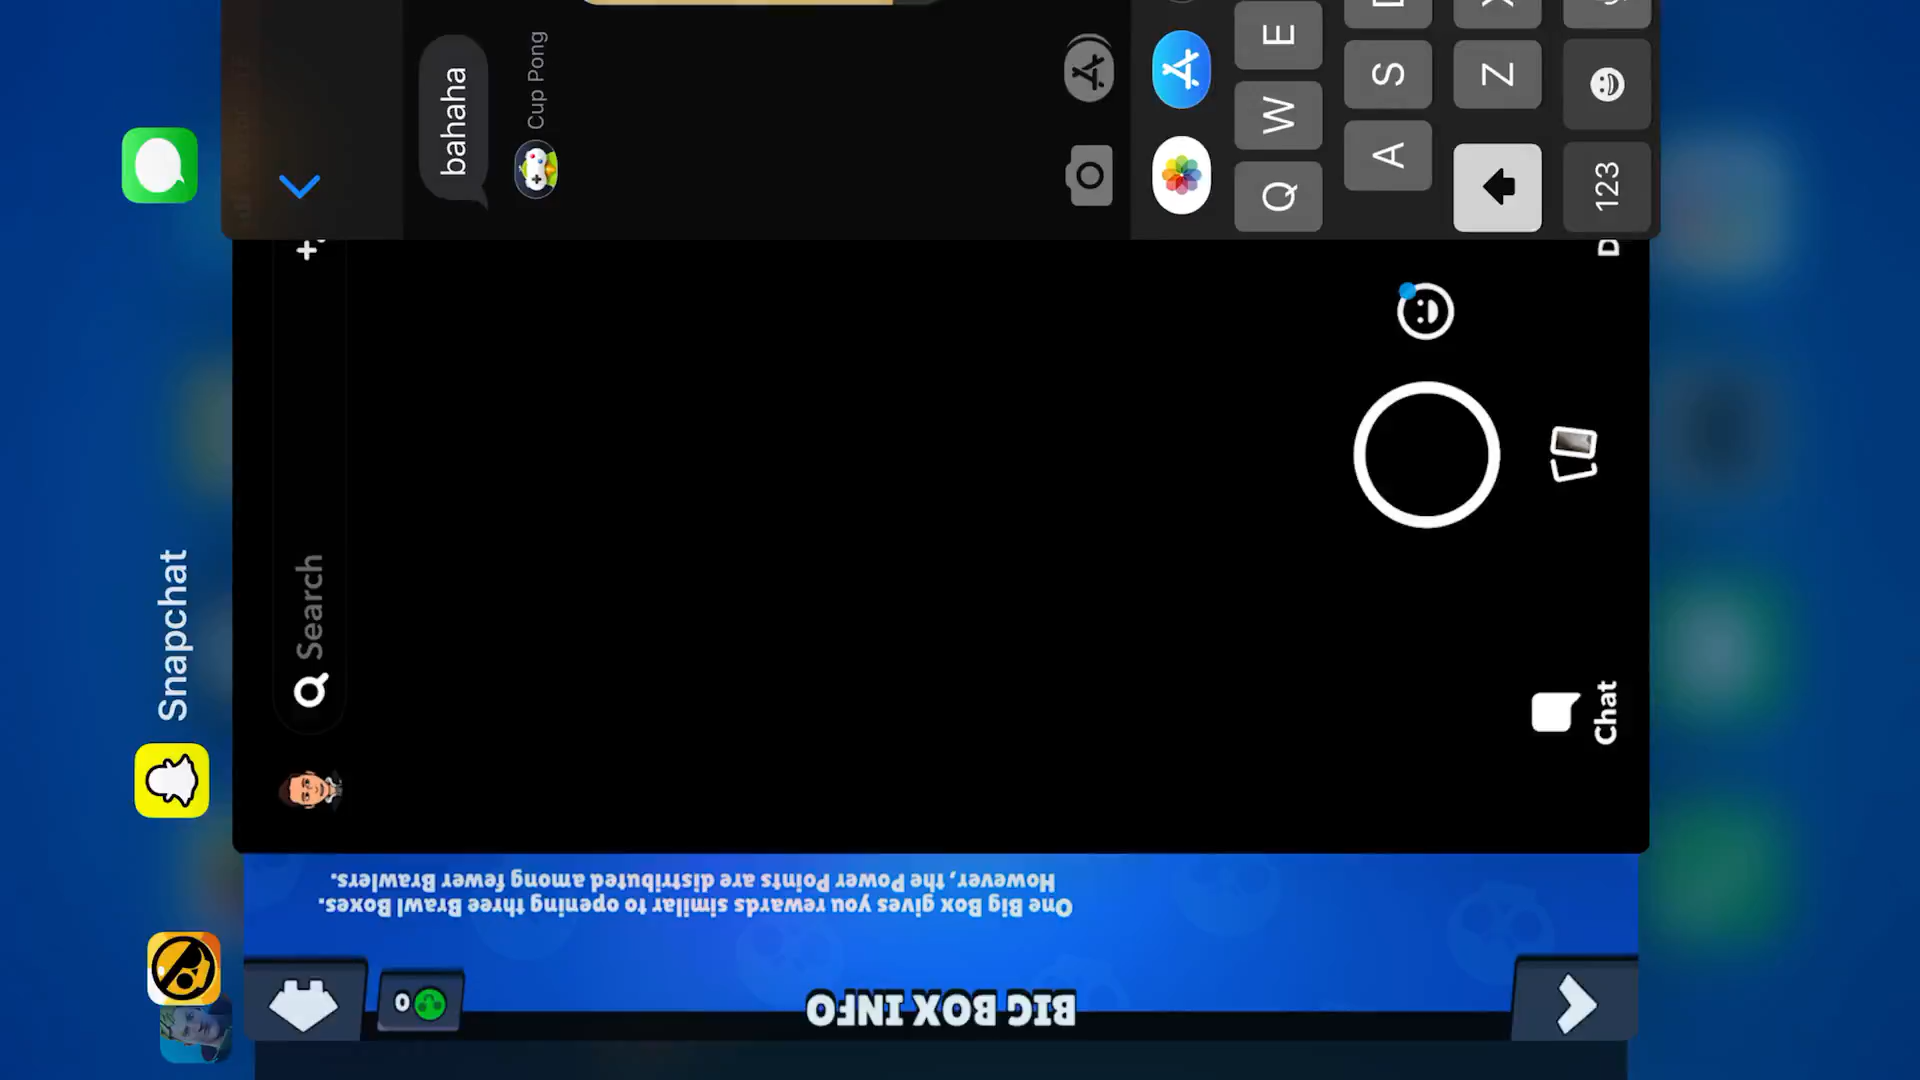 bahaha
Cup Pong
Q W E
A S
Z
123
Snapchat
Search
Chat
One Big Box gives you rewards similar to opening three Brawl Boxes.
However, the Power Points are distributed among fewer Brawlers.
0
BIG BOX INFO